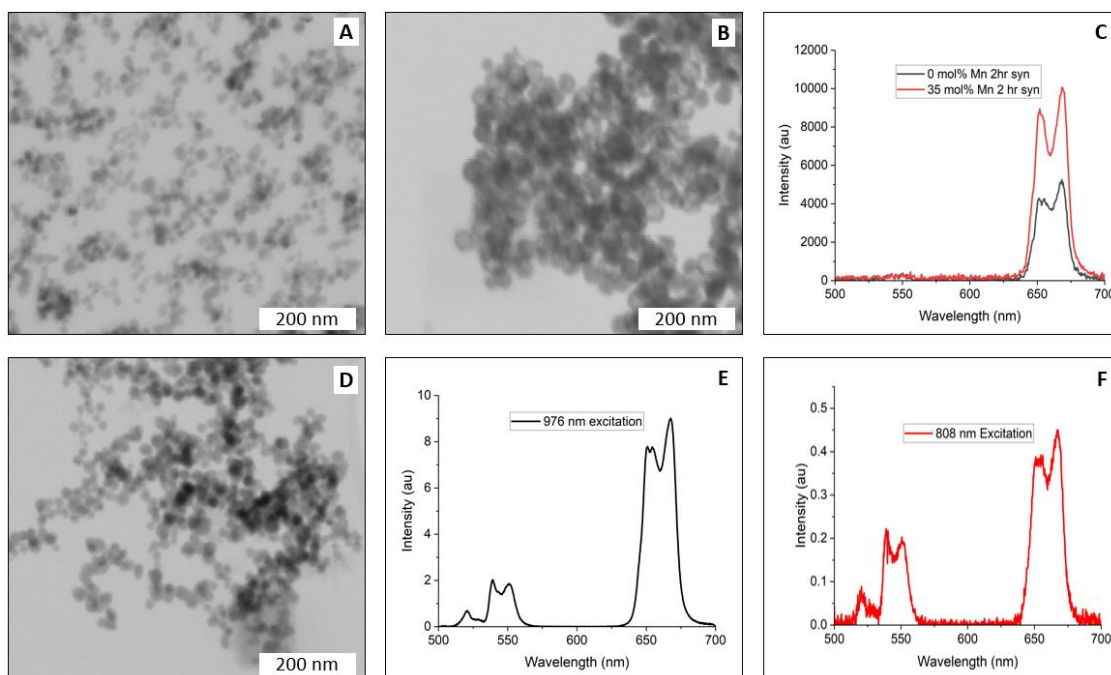 A
200 nm
B
200 nm
C
12000
10000
8000
6000
4000
2000
0
Intensity (au)
0 mol% Mn 2hr syn
35 mol% Mn 2 hr syn
500 550 600 650 700
Wavelength (nm)
D
200 nm
E
10
8
6
4
2
0
Intensity (au)
976 nm excitation
500 550 600 650 700
Wavelength (nm)
F
0.5
0.4
0.3
0.2
0.1
0.0
Intensity (au)
808 nm Excitation
500 550 600 650 700
Wavelength (nm)